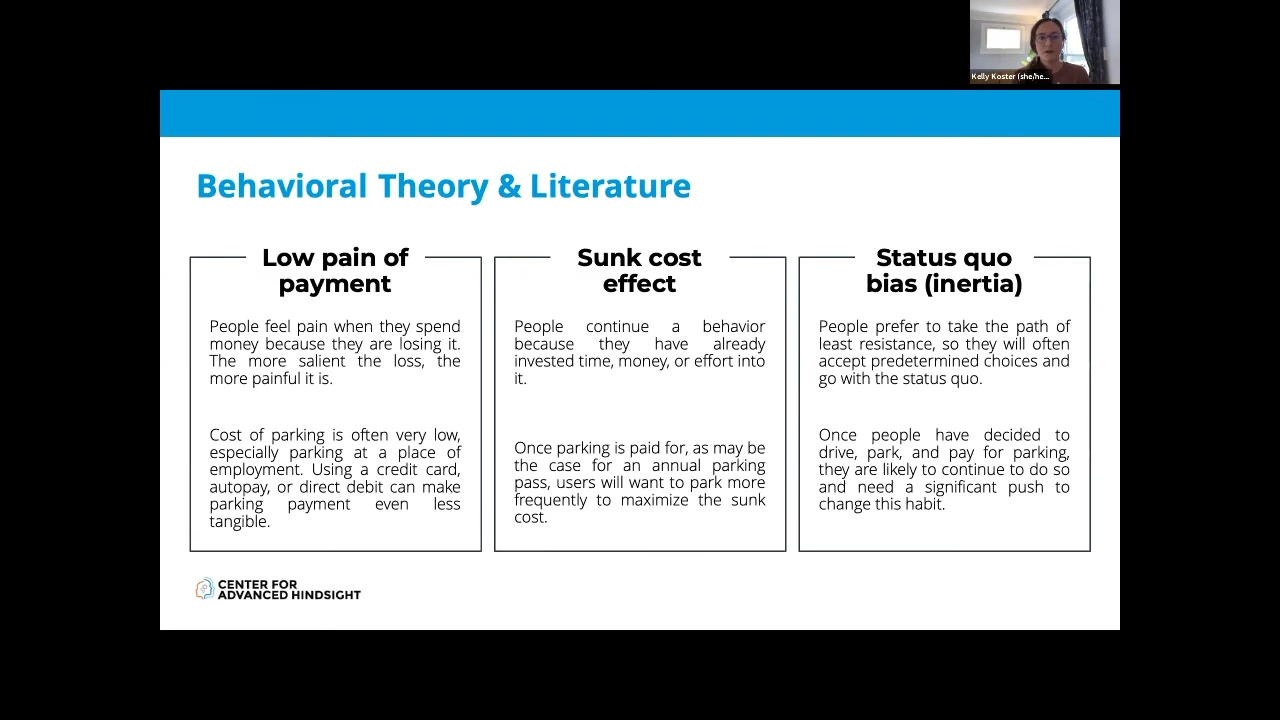 Kelly Koster (she/he...
Behavioral Theory & Literature
Low pain of
payment
People feel pain when they spend
money because they are losing it.
The more salient the loss, the
more painful it is.
Cost of parking is often very low,
especially parking at a place of
employment. Using a credit card,
autopay, or direct debit can make
parking payment even less
tangible.
Sunk cost
effect
People continue a behavior
because they have already
invested time, money, or effort into
it.
Once parking is paid for, as may be
the case for an annual parking
pass, users will want to park more
frequently to maximize the sunk
cost.
Status quo
bias (inertia)
People prefer to take the path of
least resistance, so they will often
accept predetermined choices and
go with the status quo.
Once people have decided to
drive, park, and pay for parking,
they are likely to continue to do so
and need a significant push to
change this habit.
CENTER FOR
ADVANCED HINDSIGHT